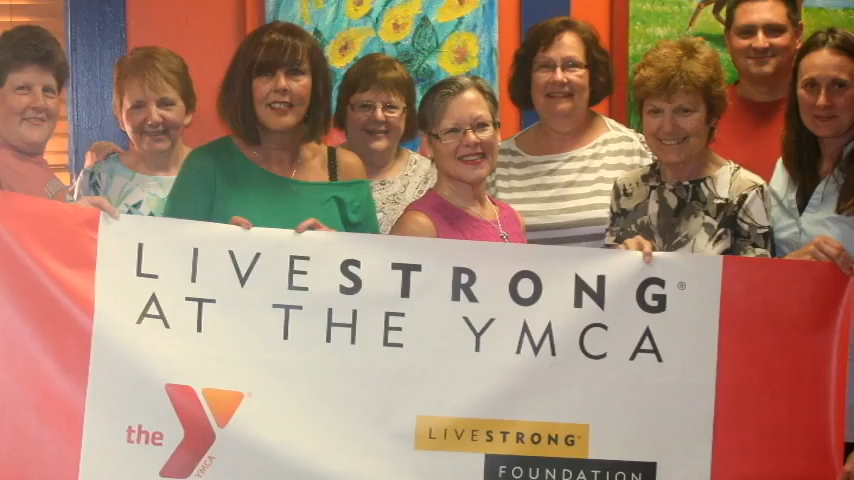 LIVESTRONG®
AT THE YMCA
the Y®
YMCA
LIVESTRONG
FOUNDATION